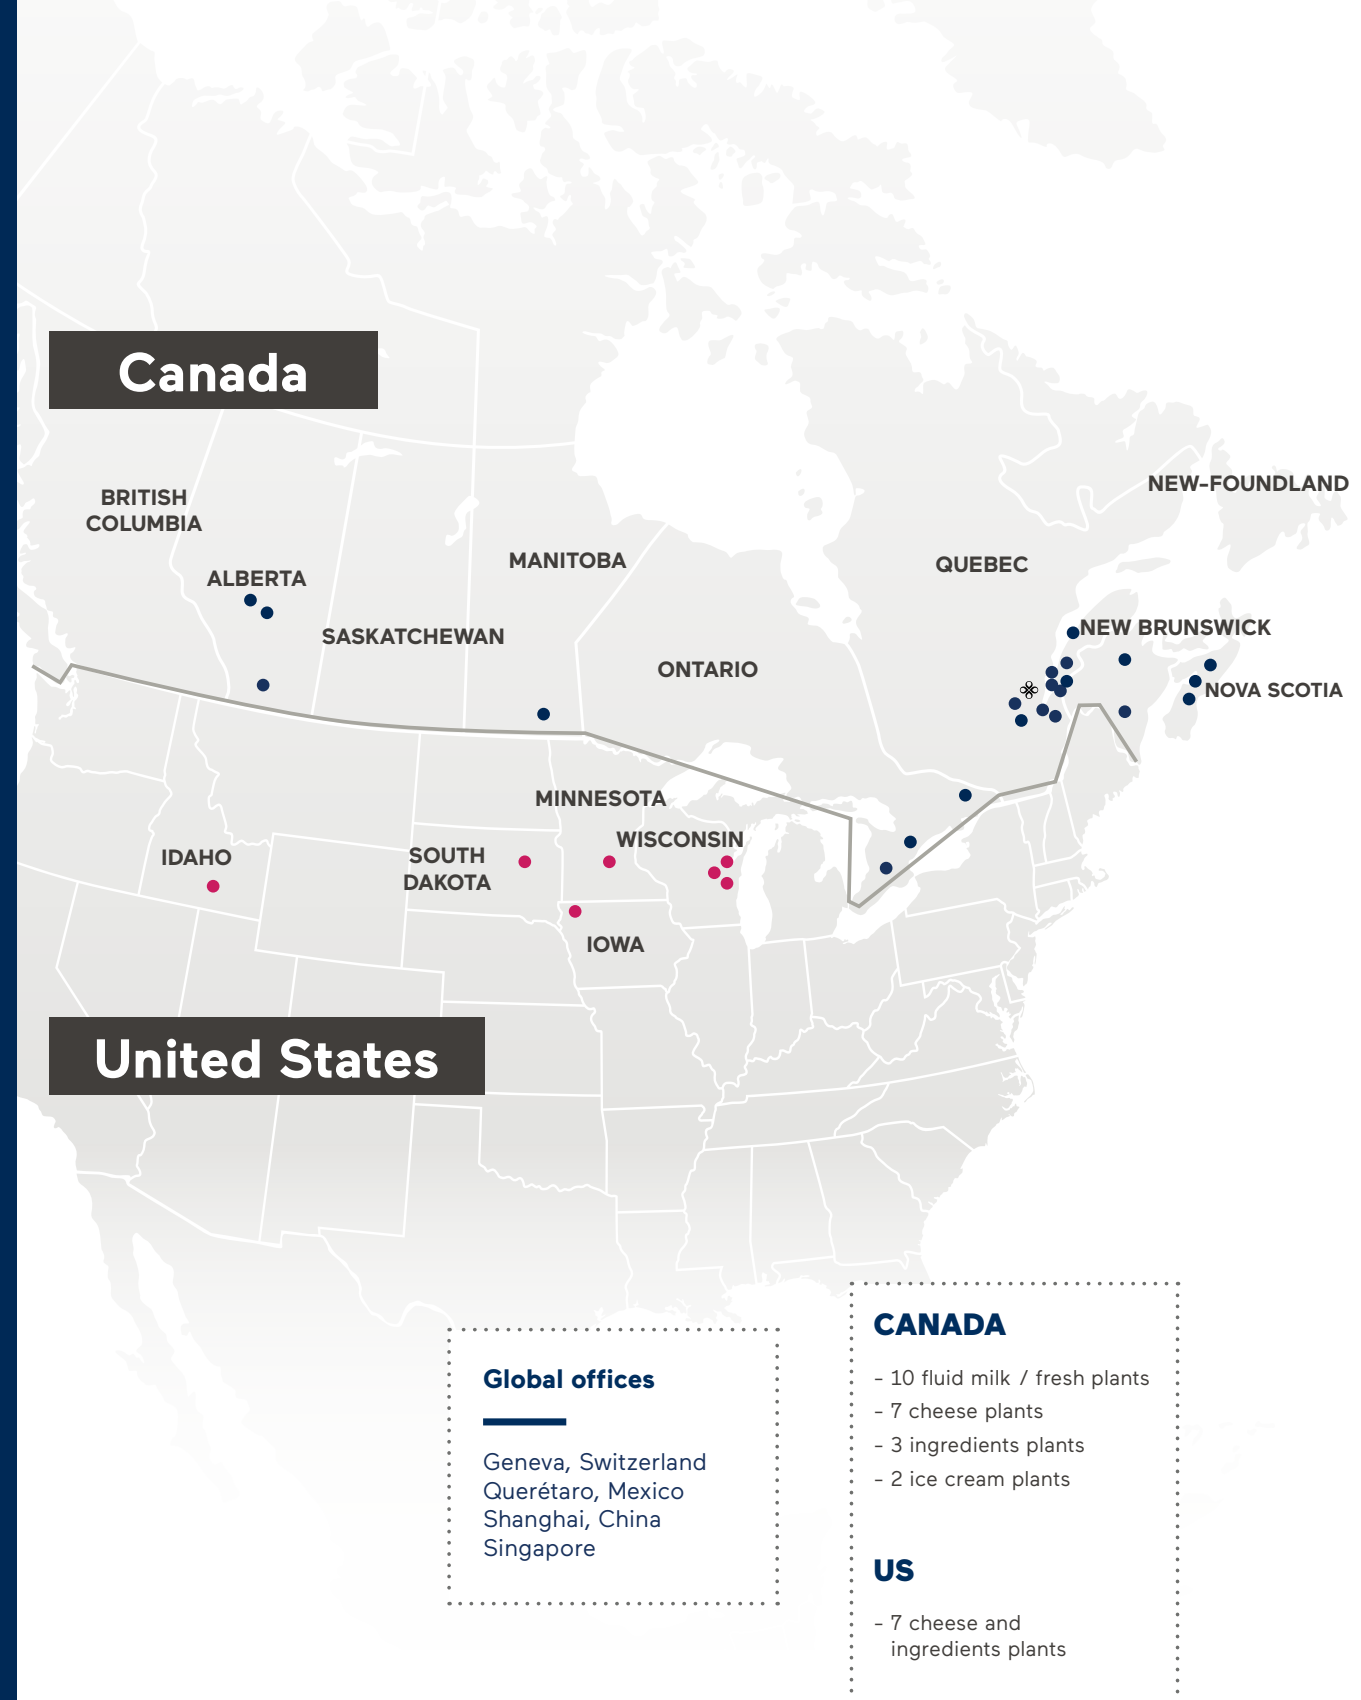 Canada
BRITISH
COLUMBIA
ALBERTA
SASKATCHEWAN
MANITOBA
ONTARIO
QUEBEC
NEW-FOUNDLAND
NEW BRUNSWICK
NOVA SCOTIA
MINNESOTA
WISCONSIN
IDAHO
SOUTH
DAKOTA
IOWA
United States
Global offices
Geneva, Switzerland
Querétaro, Mexico
Shanghai, China
Singapore
CANADA
- 10 fluid milk / fresh plants
- 7 cheese plants
- 3 ingredients plants
- 2 ice cream plants
US
- 7 cheese and
ingredients plants